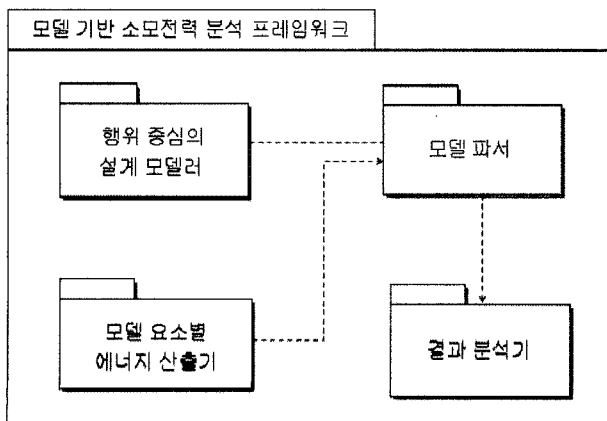 모델 기반 소모전력 분석 프레임워크
행위 중심의
설계 모델러
모델 파서
모델 요소별
에너지 산출기
결과 분석기